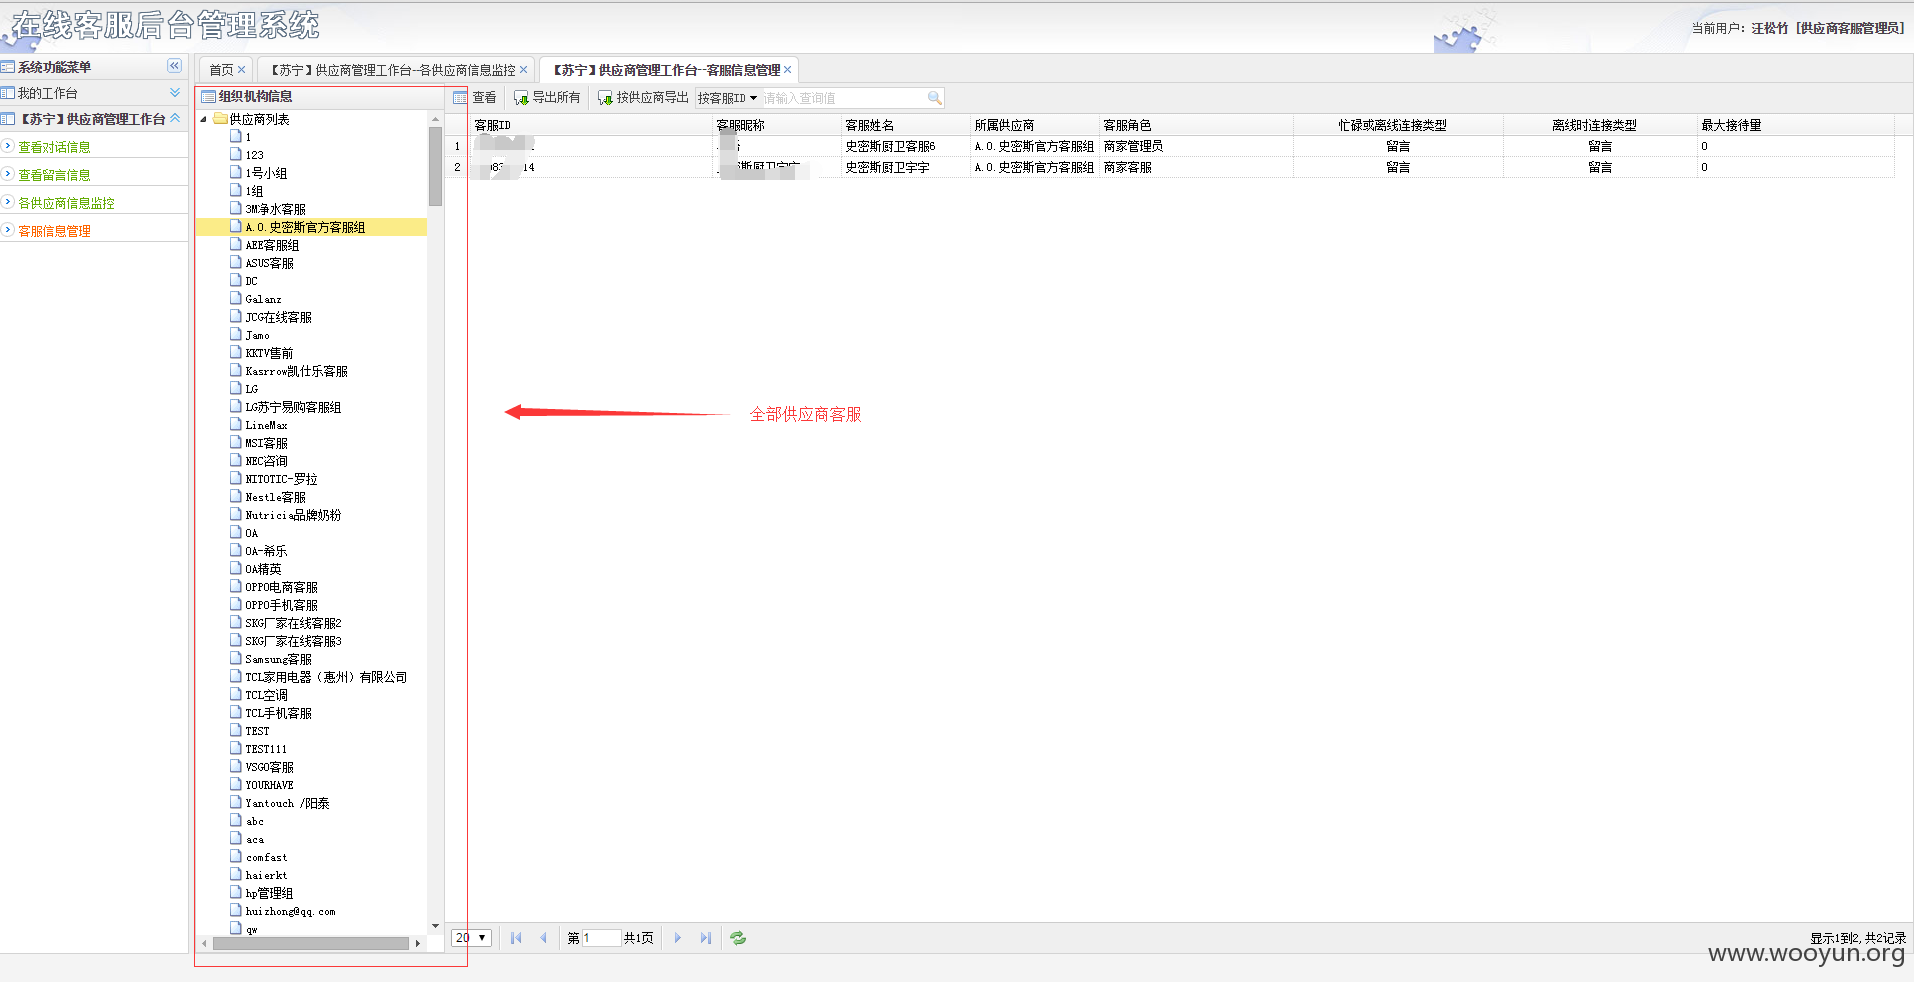 在线客服后台管理系统
当前用户：汪松竹【供应商客服管理员】
系统功能菜单
我的工作台
【苏宁】供应商管理工作台
查看对话信息
查看留言信息
各供应商信息监控
客服信息管理
首页 【苏宁】供应商管理工作台--各供应商信息监控 【苏宁】供应商管理工作台--客服信息管理
组织机构信息
供应商列表
1
123
1号小组
1组
3M净水客服
A.O.史密斯官方客服组
AEE客服组
ASUS客服
DC
Galanz
JCG在线客服
Jamo
KKTV售前
Kasrrow凯仕乐客服
LG
LG苏宁易购客服组
LineMax
MSI客服
NEC咨询
NITOTIC-罗拉
Nestle客服
Nutricia品牌奶粉
OA
OA-希乐
OA精英
OPPO电商客服
OPPO手机客服
SKG厂家在线客服2
SKG厂家在线客服3
Samsung客服
TCL家用电器（惠州）有限公司
TCL空调
TCL手机客服
TEST
TEST111
VSGO客服
YOURHAVE
Yantouch /阳泰
abc
aca
comfast
haierkt
hp管理组
huizhong@qq.com
qw
查看 导出所有 按供应商导出 按客服ID 请输入查询值
客服ID 客服昵称 客服姓名 所属供应商 客服角色 忙碌或离线连接类型 离线时连接类型 最大接待量
1 史密斯厨卫客服6 A.O.史密斯官方客服组 商家管理员 留言 留言 0
2 14 史密斯厨卫宇宇 A.O.史密斯官方客服组 商家客服 留言 留言 0
全部供应商客服
20 第 1 共1页
显示1到2,共2记录
www.wooyun.org